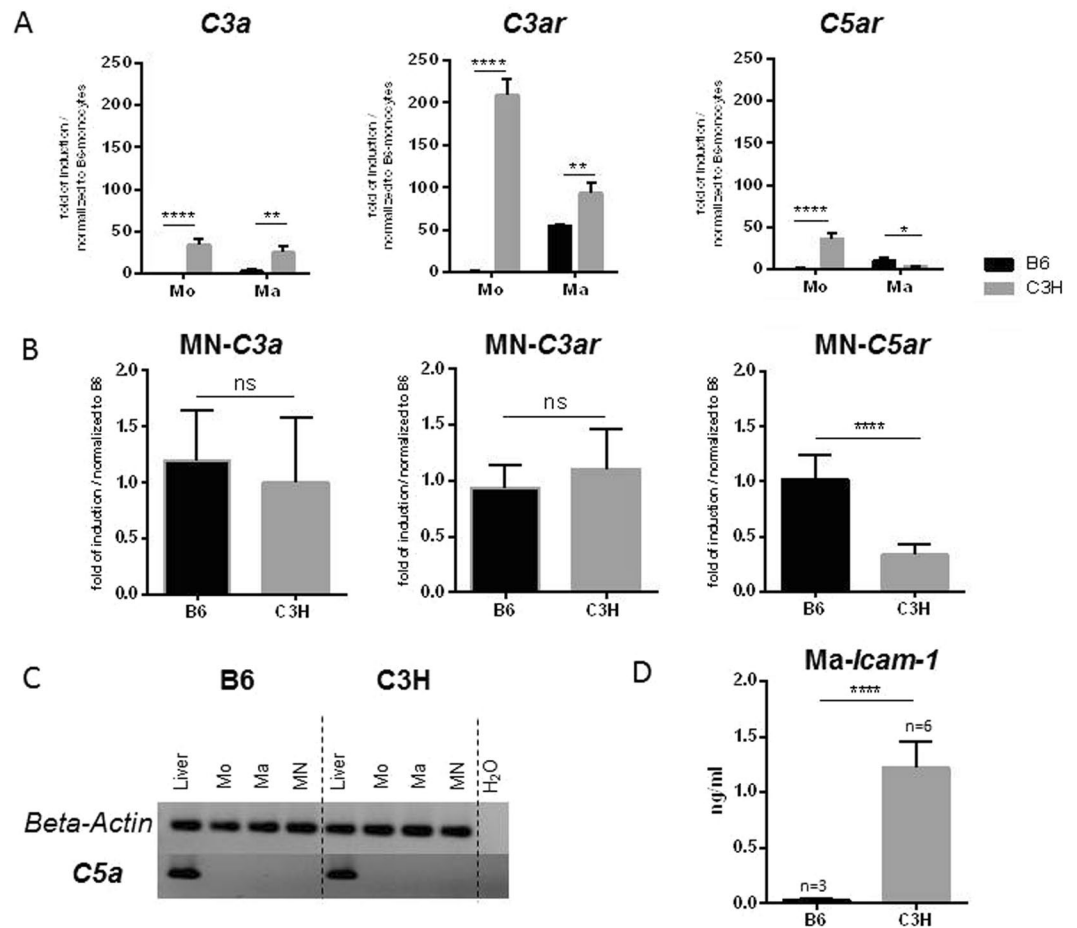 A
C3a
C3ar
C5ar
fold of induction /
normalized to B6-monocytes
250
200
150
100
50
0
****
**
Mo
Ma
fold of induction /
normalized to B6-monocytes
250
200
150
100
50
0
****
**
Mo
Ma
fold of induction /
normalized to B6-monocytes
250
200
150
100
50
0
****
*
Mo
Ma
B6
C3H
B
MN-C3a
MN-C3ar
MN-C5ar
fold of induction / normalized to B6
2.0
1.5
1.0
0.5
0.0
ns
B6
C3H
fold of induction / normalized to B6
2.0
1.5
1.0
0.5
0.0
ns
B6
C3H
fold of induction / normalized to B6
2.0
1.5
1.0
0.5
0.0
****
B6
C3H
C
B6
C3H
Liver
Mo
Ma
MN
Liver
Mo
Ma
MN
H₂O
Beta-Actin
C5a
D
Ma-Icam-1
ng/ml
2.0
1.5
1.0
0.5
0.0
****
n=3
n=6
B6
C3H